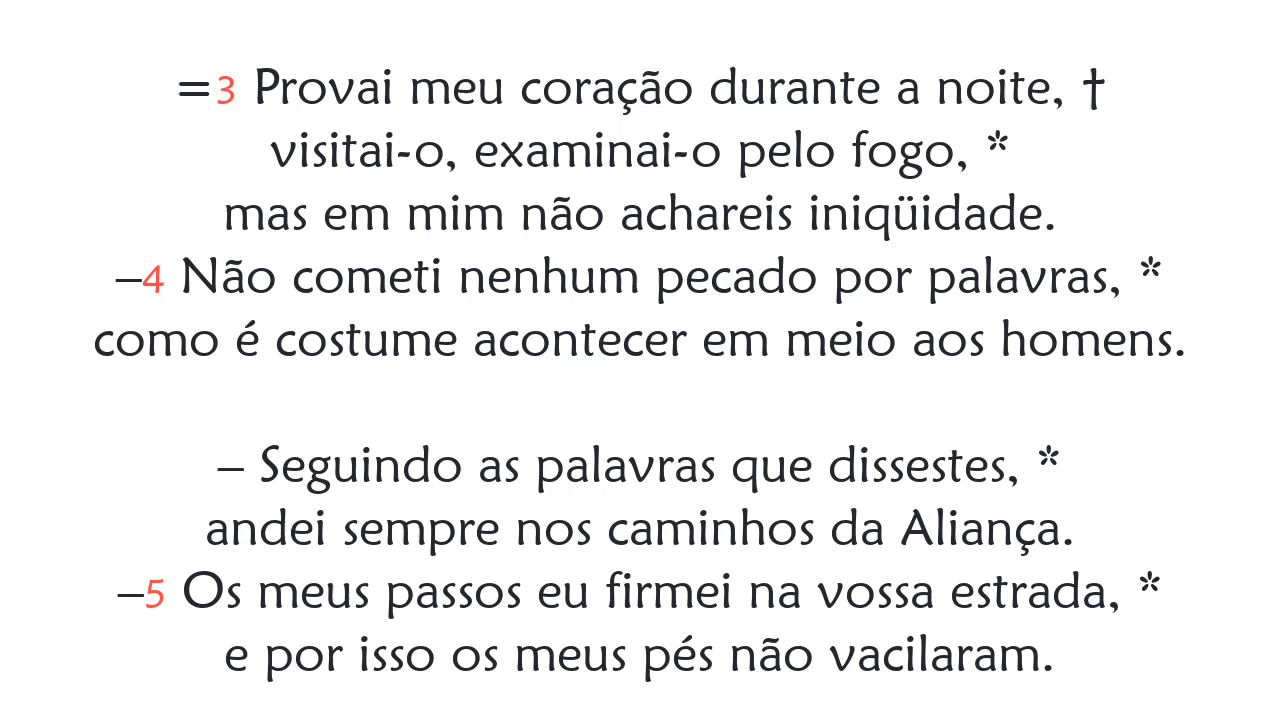 =3 Provai meu coração durante a noite, †
visitai-o, examinai-o pelo fogo, *
mas em mim não achareis iniqüidade.
–4 Não cometi nenhum pecado por palavras, *
como é costume acontecer em meio aos homens.
– Seguindo as palavras que dissestes, *
andei sempre nos caminhos da Aliança.
–5 Os meus passos eu firmei na vossa estrada, *
e por isso os meus pés não vacilaram.